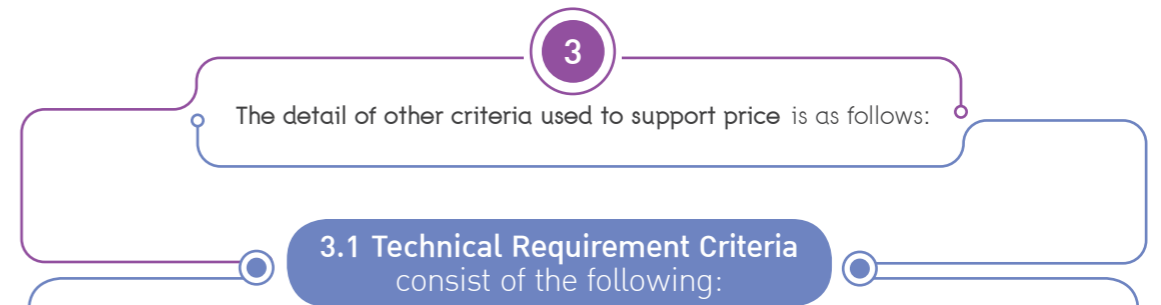 3
The detail of other criteria used to support price is as follows:
3.1 Technical Requirement Criteria
consist of the following: